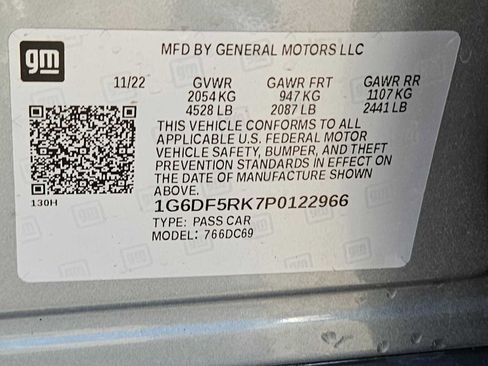 gm
MFD BY GENERAL MOTORS LLC
11/22 GVWR GAWR FRT GAWR RR
2054 KG 947 KG 1107 KG
4528 LB 2087 LB 2441 LB
THIS VEHICLE CONFORMS TO ALL
APPLICABLE U.S. FEDERAL MOTOR
VEHICLE SAFETY, BUMPER, AND THEFT
PREVENTION STANDARDS IN EFFECT ON
THE DATE OF MANUFACTURE SHOWN
ABOVE.
130H
1G6DF5RK7P0122966
TYPE: PASS CAR
MODEL: 766DC69